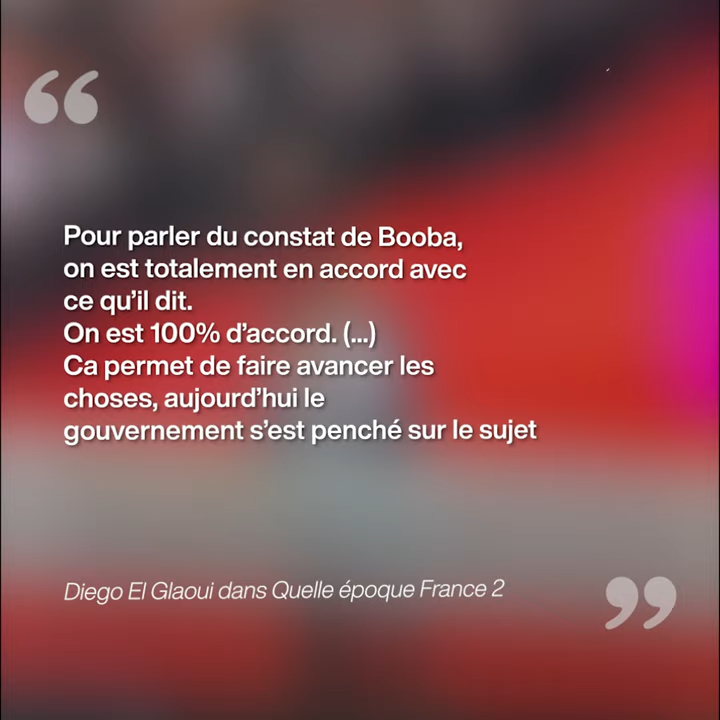 “
Pour parler du constat de Booba,
on est totalement en accord avec
ce qu’il dit.
On est 100% d’accord. (...)
Ca permet de faire avancer les
choses, aujourd’hui le
gouvernement s’est penché sur le sujet
Diego El Glaoui dans Quelle époque France 2
”